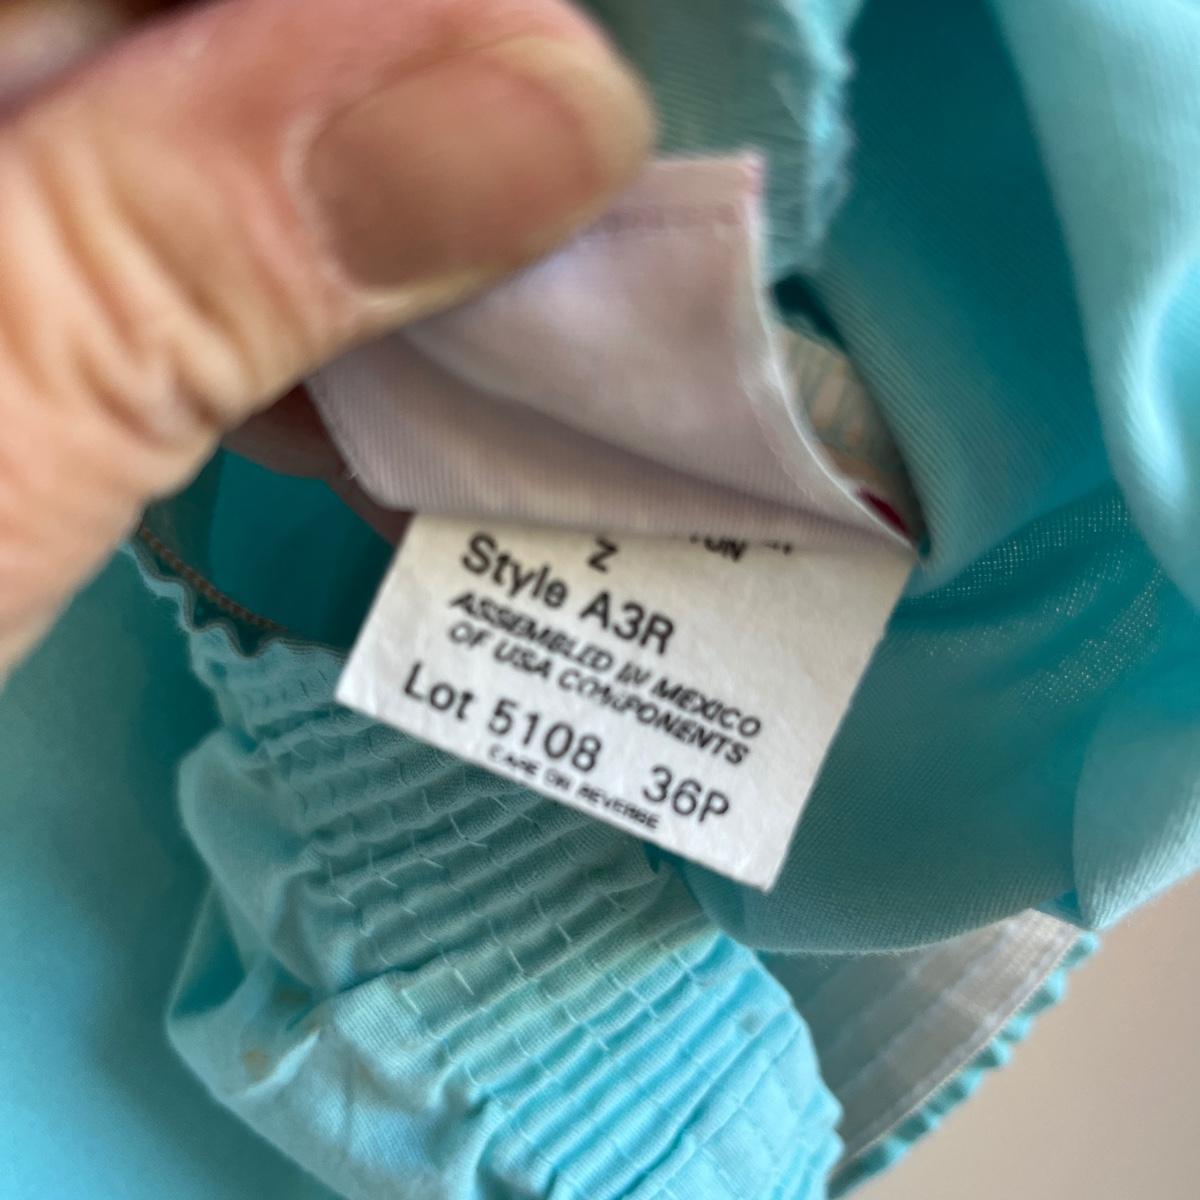 Z
Style A3R
ASSEMBLED IN MEXICO
OF USA COMPONENTS
Lot 5108 36P
CARE ON REVERSE